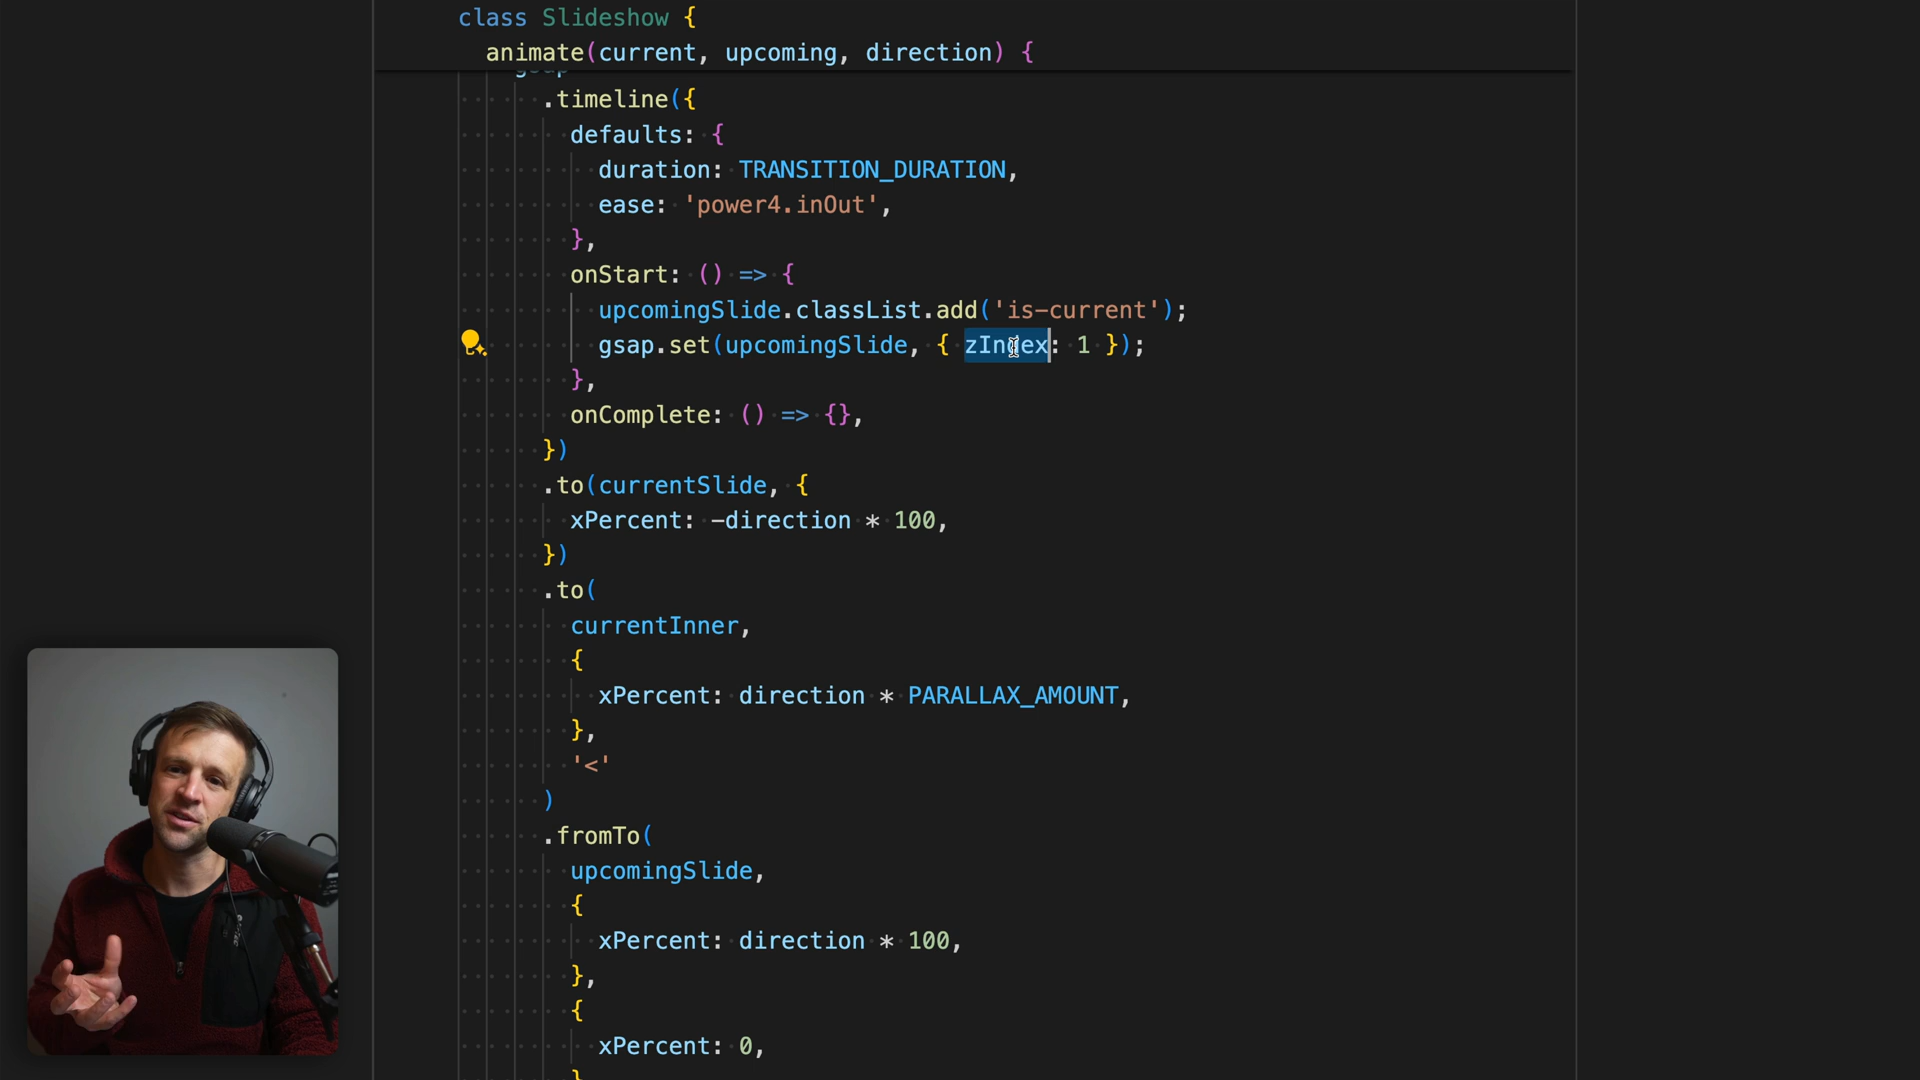 class Slideshow {
animate(current, upcoming, direction) {
gsap
.timeline({
defaults: {
duration: TRANSITION_DURATION,
ease: 'power4.inOut',
},
onStart: () => {
upcomingSlide.classList.add('is-current');
gsap.set(upcomingSlide, { zIndex: 1 });
},
onComplete: () => {},
})
.to(currentSlide, {
xPercent: -direction * 100,
})
.to(
currentInner,
{
xPercent: direction * PARALLAX_AMOUNT,
},
'<'
)
.fromTo(
upcomingSlide,
{
xPercent: direction * 100,
},
{
xPercent: 0,
}